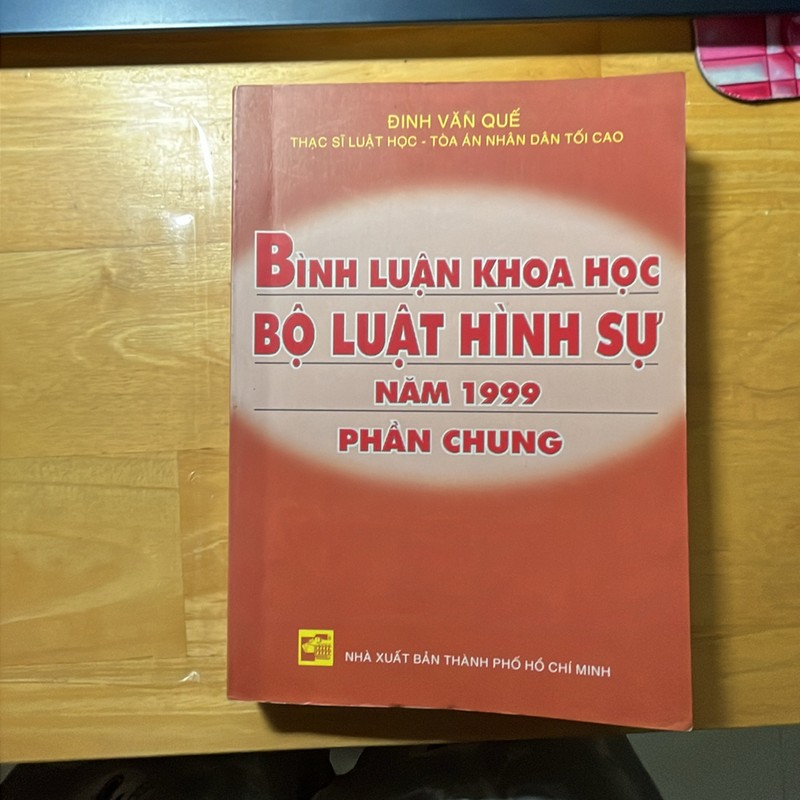 ĐINH VĂN QUẾ
THẠC SĨ LUẬT HỌC - TÒA ÁN NHÂN DÂN TỐI CAO
BÌNH LUẬN KHOA HỌC
BỘ LUẬT HÌNH SỰ
NĂM 1999
PHẦN CHUNG
NHÀ XUẤT BẢN THÀNH PHỐ HỒ CHÍ MINH